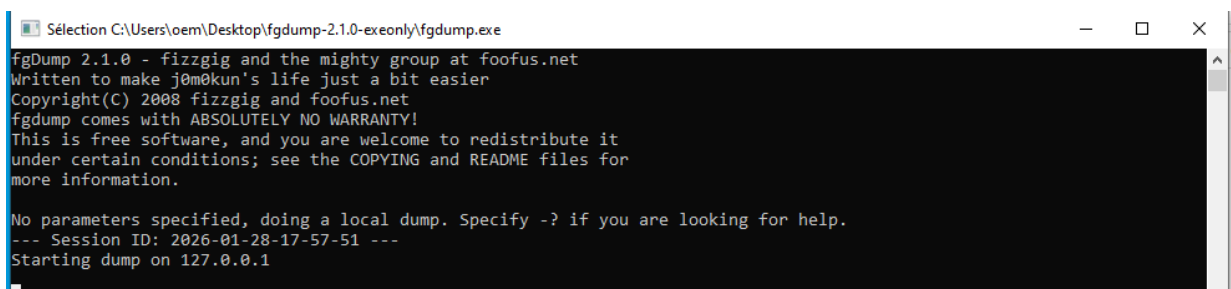 Sélection C:\Users\oem\Desktop\fgdump-2.1.0-exeonly\fgdump.exe
fgDump 2.1.0 - fizzgig and the mighty group at foofus.net
Written to make j0m0kun's life just a bit easier
Copyright(C) 2008 fizzgig and foofus.net
fgdump comes with ABSOLUTELY NO WARRANTY!
This is free software, and you are welcome to redistribute it
under certain conditions; see the COPYING and README files for
more information.
No parameters specified, doing a local dump. Specify -? if you are looking for help.
--- Session ID: 2026-01-28-17-57-51 ---
Starting dump on 127.0.0.1